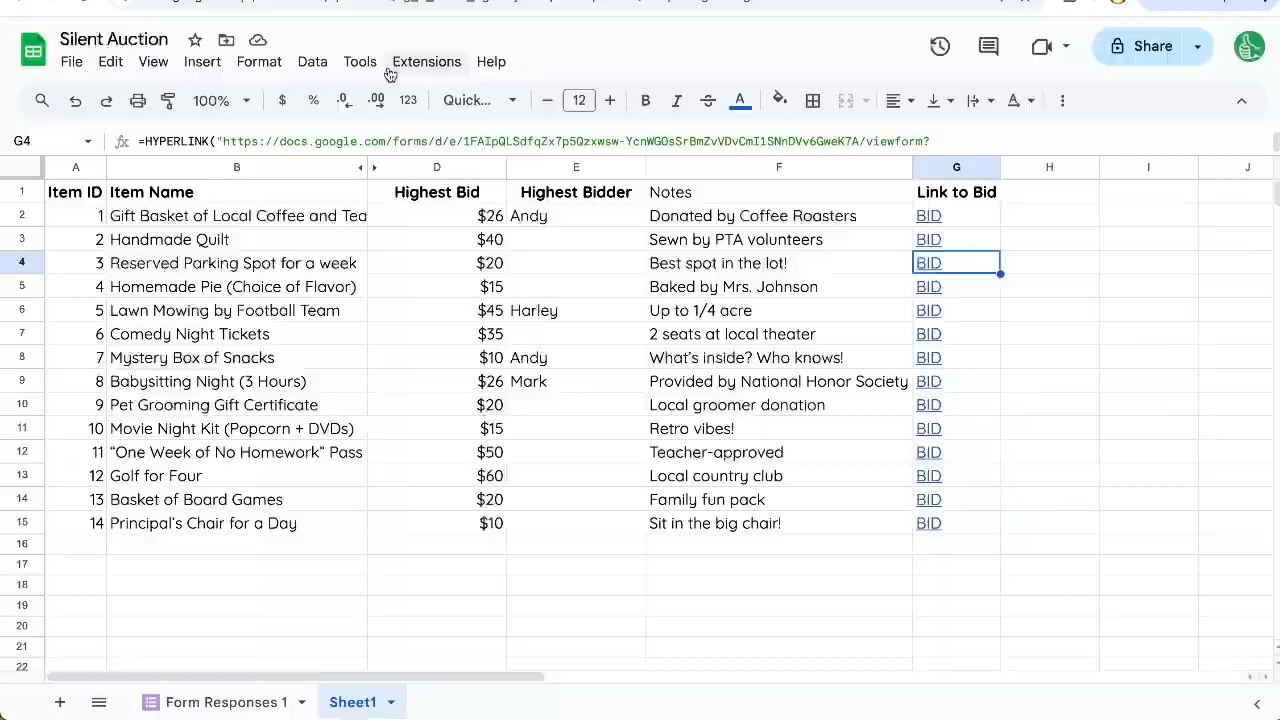 Silent Auction
File Edit View Insert Format Data Tools Extensions Help
Share
100% $ % .0 .00 123 Quick... 12 B I A A
G4 fx =HYPERLINK("https://docs.google.com/forms/d/e/1FAIpQLSdfqZx7p5Qzxwsw-YcnWGOsSrBmZvVDvCmI1SNnDVv6GweK7A/viewform?
A B D E F G H I J
1 Item ID Item Name Highest Bid Highest Bidder Notes Link to Bid
2 1 Gift Basket of Local Coffee and Tea $26 Andy Donated by Coffee Roasters BID
3 2 Handmade Quilt $40 Sewn by PTA volunteers BID
4 3 Reserved Parking Spot for a week $20 Best spot in the lot! BID
5 4 Homemade Pie (Choice of Flavor) $15 Baked by Mrs. Johnson BID
6 5 Lawn Mowing by Football Team $45 Harley Up to 1/4 acre BID
7 6 Comedy Night Tickets $35 2 seats at local theater BID
8 7 Mystery Box of Snacks $10 Andy What's inside? Who knows! BID
9 8 Babysitting Night (3 Hours) $26 Mark Provided by National Honor Society BID
10 9 Pet Grooming Gift Certificate $20 Local groomer donation BID
11 10 Movie Night Kit (Popcorn + DVDs) $15 Retro vibes! BID
12 11 “One Week of No Homework” Pass $50 Teacher-approved BID
13 12 Golf for Four $60 Local country club BID
14 13 Basket of Board Games $20 Family fun pack BID
15 14 Principal's Chair for a Day $10 Sit in the big chair! BID
16
17
18
19
20
21
22
Form Responses 1 Sheet1